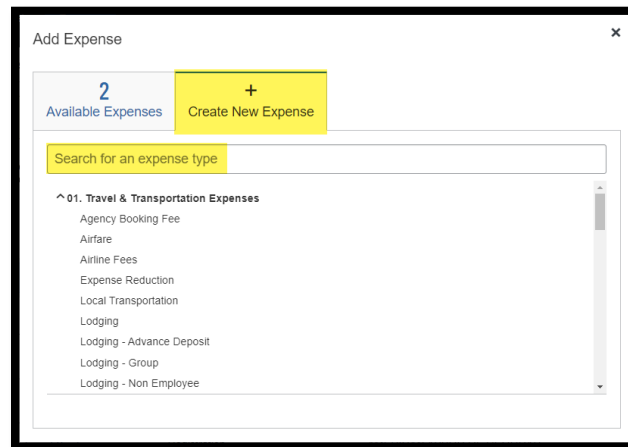 Add Expense
×
2
Available Expenses
+
Create New Expense
Search for an expense type
01. Travel & Transportation Expenses
Agency Booking Fee
Airfare
Airline Fees
Expense Reduction
Local Transportation
Lodging
Lodging - Advance Deposit
Lodging - Group
Lodging - Non Employee